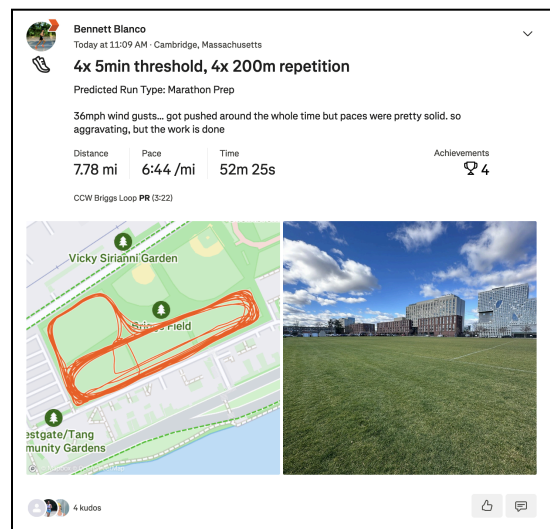 Bennett Blanco
Today at 11:09 AM · Cambridge, Massachusetts
4x 5min threshold, 4x 200m repetition
Predicted Run Type: Marathon Prep
36mph wind gusts... got pushed around the whole time but paces were pretty solid. so
aggravating, but the work is done
Distance
7.78 mi
Pace
6:44 /mi
Time
52m 25s
Achievements
4
CCW Briggs Loop PR (3:22)
Vicky Sirianni Garden
Field
estgate/Tang
munity Gardens
4 kudos